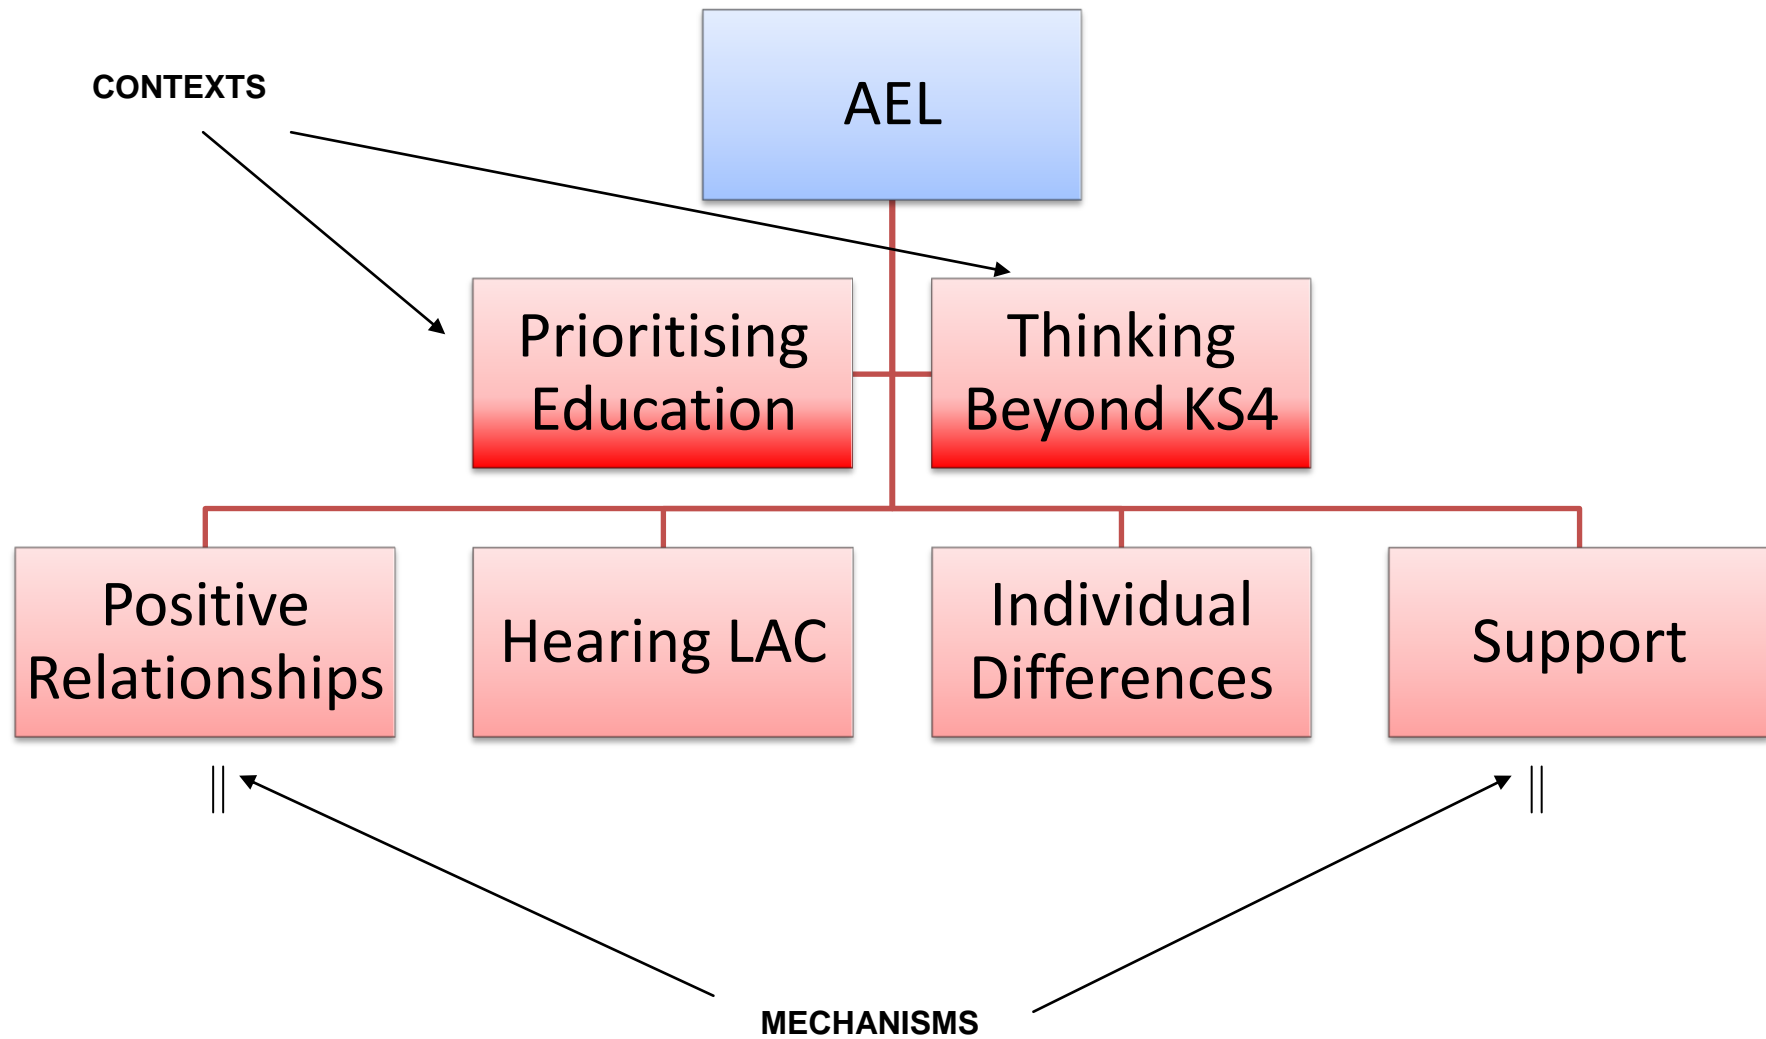 CONTEXTS
AEL
Prioritising
Education
Thinking
Beyond KS4
Positive
Relationships
Hearing LAC
Individual
Differences
Support
MECHANISMS